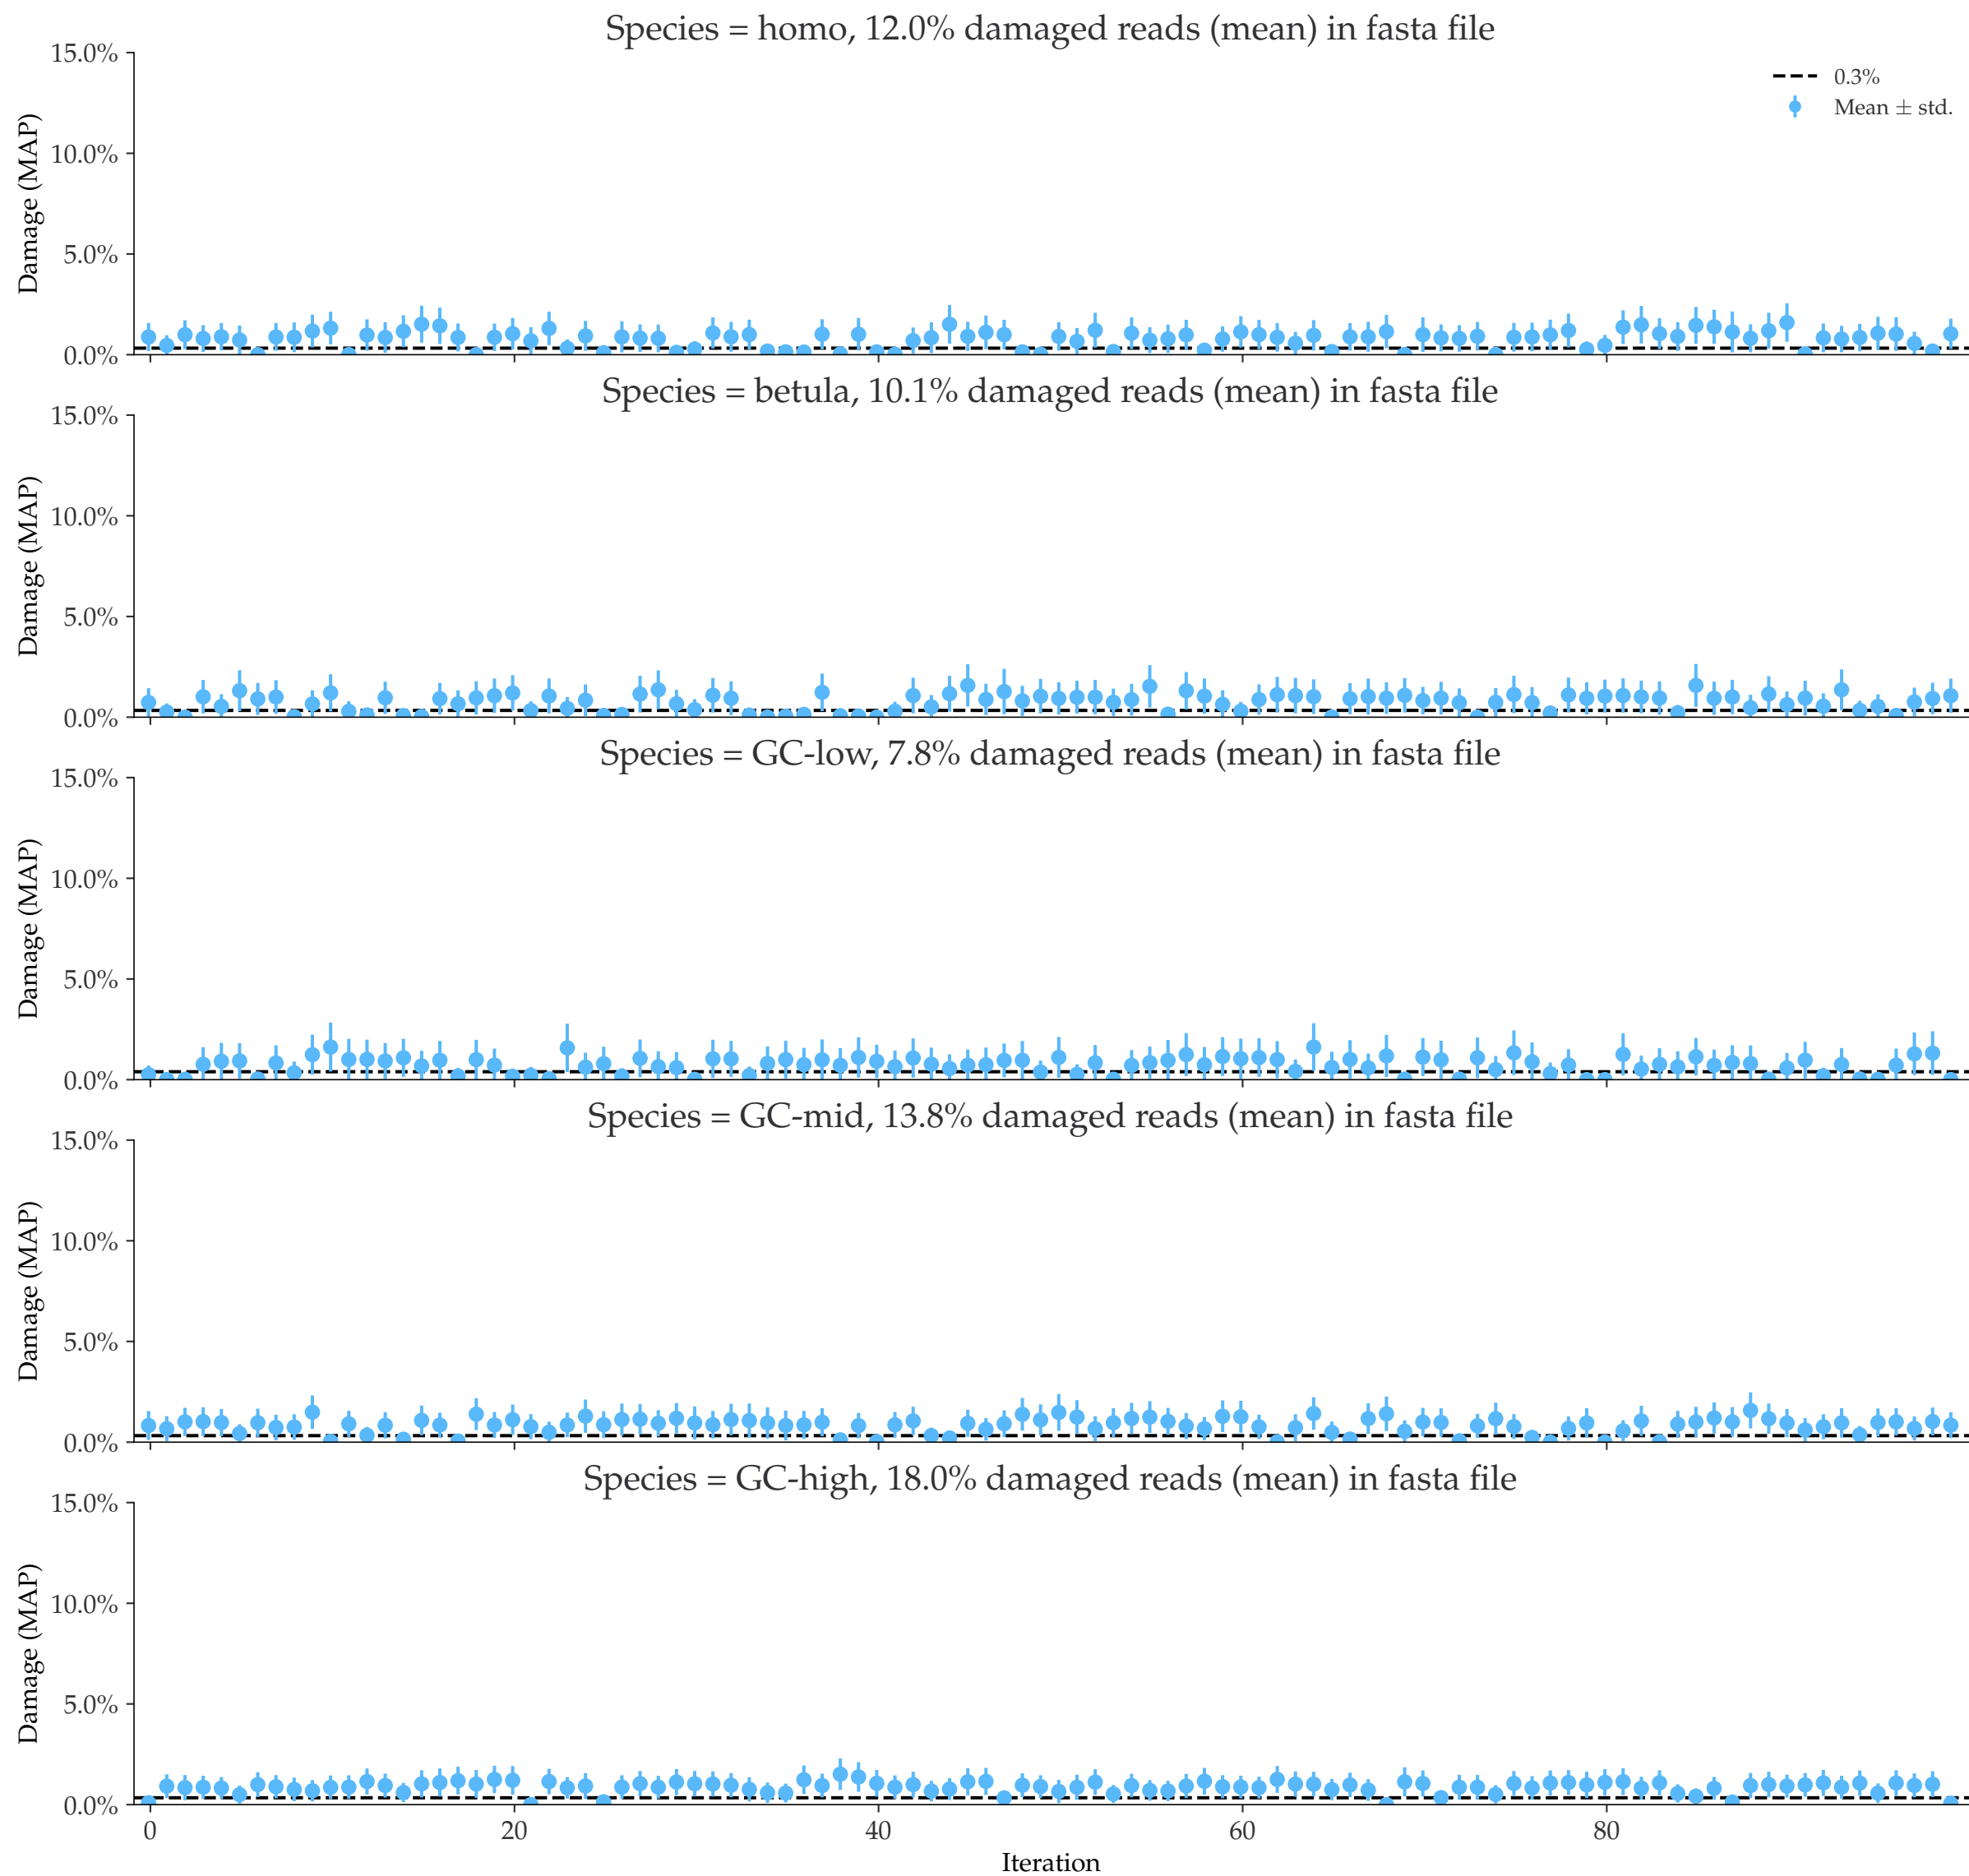 Species = homo, 12.0% damaged reads (mean) in fasta file
15.0%
10.0%
5.0%
0.0%
Damage (MAP)
0.3%
Mean ± std.
Species = betula, 10.1% damaged reads (mean) in fasta file
15.0%
10.0%
5.0%
0.0%
Damage (MAP)
Species = GC-low, 7.8% damaged reads (mean) in fasta file
15.0%
10.0%
5.0%
0.0%
Damage (MAP)
Species = GC-mid, 13.8% damaged reads (mean) in fasta file
15.0%
10.0%
5.0%
0.0%
Damage (MAP)
Species = GC-high, 18.0% damaged reads (mean) in fasta file
15.0%
10.0%
5.0%
0.0%
Damage (MAP)
0 20 40 60 80
Iteration